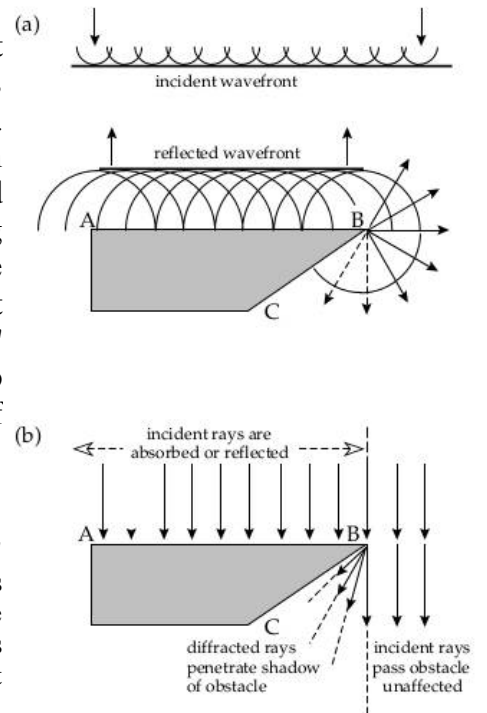 (a)
incident wavefront
reflected wavefront
A
B
C
(b)
incident rays are
absorbed or reflected
A
B
C
diffracted rays
penetrate shadow
of obstacle
incident rays
pass obstacle
unaffected